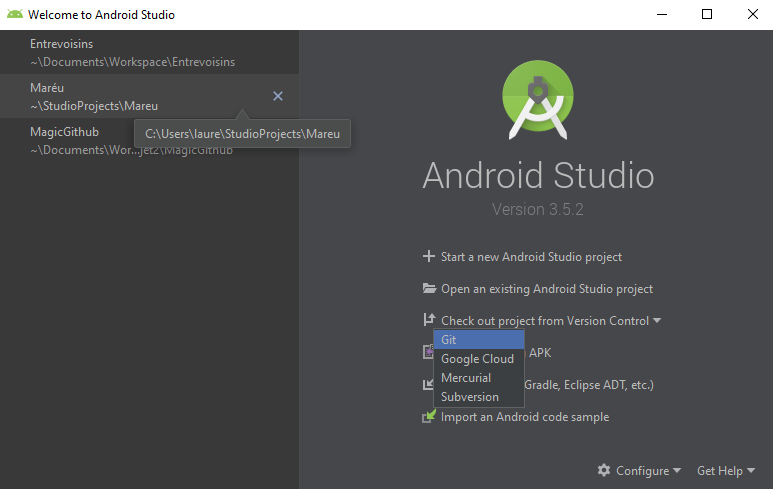 Welcome to Android Studio
Entrevoisins
~\Documents\Workspace\Entrevoisins
Maréu
~\StudioProjects\Mareu
C:\Users\laure\StudioProjects\Mareu
MagicGithub
~\Documents\Wor...jet2\MagicGithub
Android Studio
Version 3.5.2
Start a new Android Studio project
Open an existing Android Studio project
Check out project from Version Control
Git
APK
Google Cloud
Mercurial
Gradle, Eclipse ADT, etc.)
Subversion
Import an Android code sample
Configure
Get Help